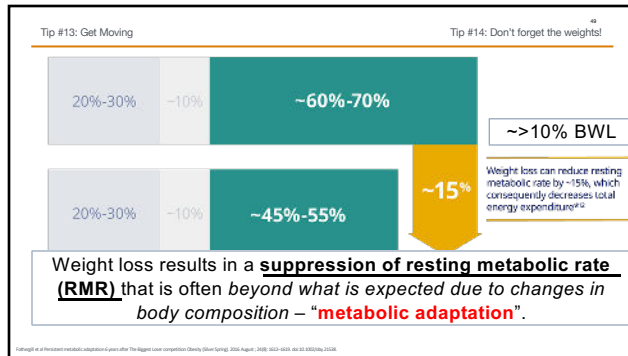 49
Tip #13: Get Moving
Tip #14: Don't forget the weights!
20%-30%
~10%
~60%-70%
~>10% BWL
~15%
Weight loss can reduce resting
metabolic rate by ~15%, which
consequently decreases total
energy expenditure
20%-30%
~10%
~45%-55%
Weight loss results in a suppression of resting metabolic rate
(RMR) that is often beyond what is expected due to changes in
body composition – “metabolic adaptation”.
Fothergill et al Persistent metabolic adaptation 6 years after The Biggest Loser competition Obesity (Silver Spring). 2016 August ; 24(8): 1612–1619. doi:10.1002/oby.21538.